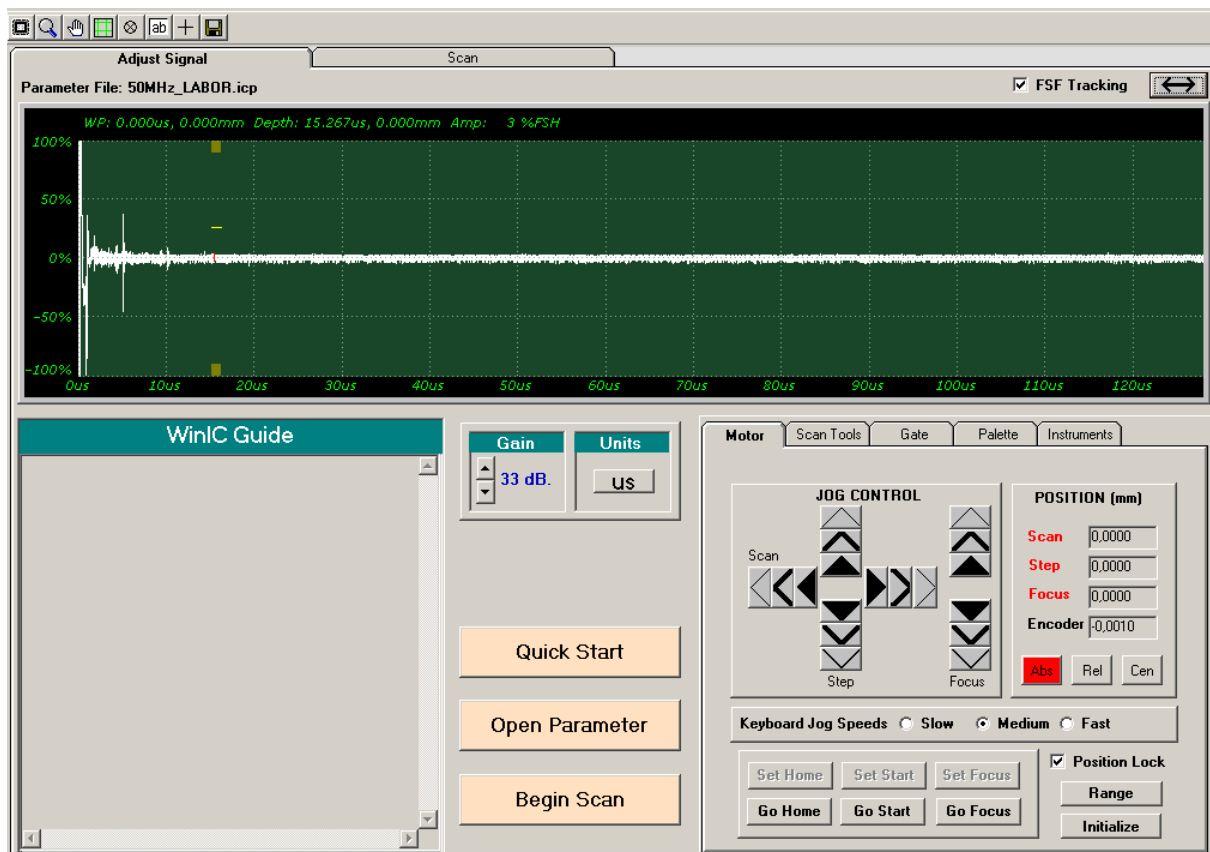 ab
Adjust Signal Scan
Parameter File: 50MHz_LABOR.icp FSF Tracking
WP: 0.000us, 0.000mm Depth: 15.267us, 0.000mm Amp: 3 %FSH
100%
50%
0%
-50%
-100%
0us 10us 20us 30us 40us 50us 60us 70us 80us 90us 100us 110us 120us
WinIC Guide
Gain Units
33 dB. us
Quick Start
Open Parameter
Begin Scan
Motor Scan Tools Gate Palette Instruments
JOG CONTROL
Scan
Step Focus
POSITION (mm)
Scan 0,0000
Step 0,0000
Focus 0,0000
Encoder -0,0010
Abs Rel Cen
Keyboard Jog Speeds Slow Medium Fast
Set Home Set Start Set Focus
Go Home Go Start Go Focus
Position Lock
Range
Initialize